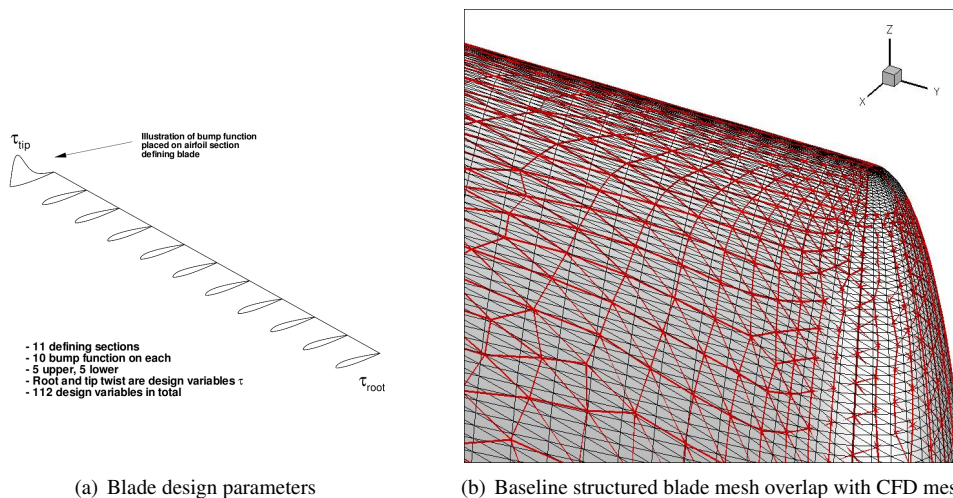 Illustration of bump function
placed on airfoil section
defining blade
τtip
- 11 defining sections
- 10 bump function on each
- 5 upper, 5 lower
- Root and tip twist are design variables τ
- 112 design variables in total
τroot
Z
X
Y
(a) Blade design parameters
(b) Baseline structured blade mesh overlap with CFD mes